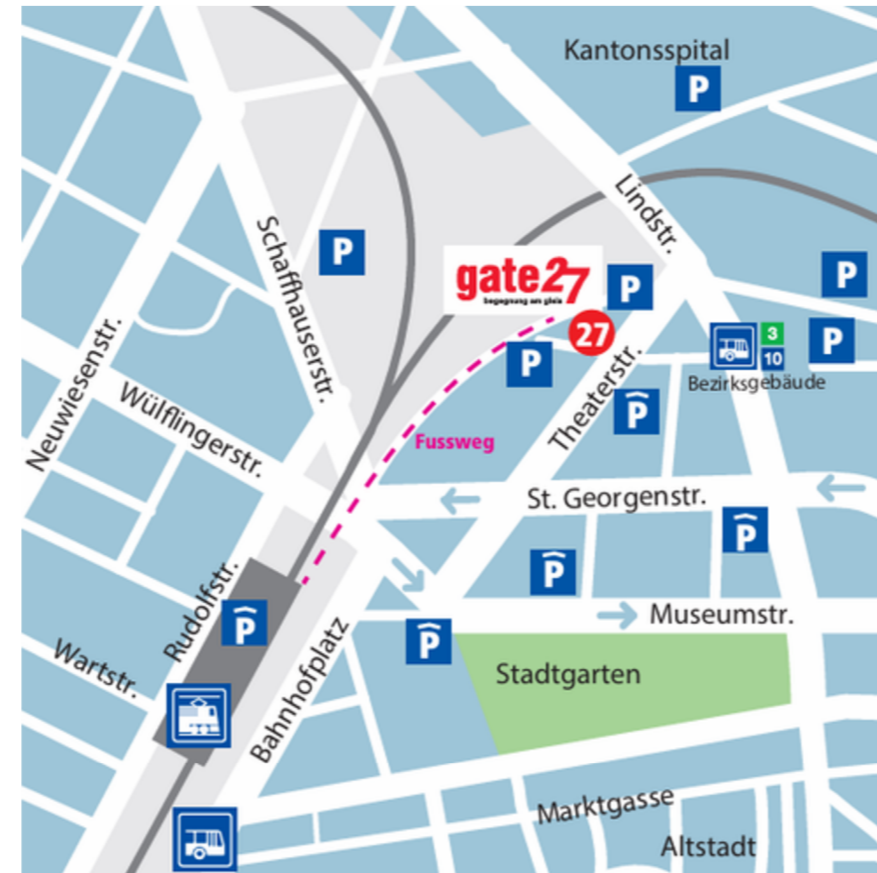 Kantonsspital
P
Lindstr.
Schaffhauserstr.
P
gate27
begegnung am gleis
P
P
27
3
10
P
P
Bezirksgebäude
Neuwiesenstr.
Theaterstr.
P
Wülflingerstr.
Fussweg
St. Georgenstr.
P
P
Rudolfstr.
P
Museumstr.
P
Wartstr.
Bahnhofplatz
Stadtgarten
Marktgasse
Altstadt